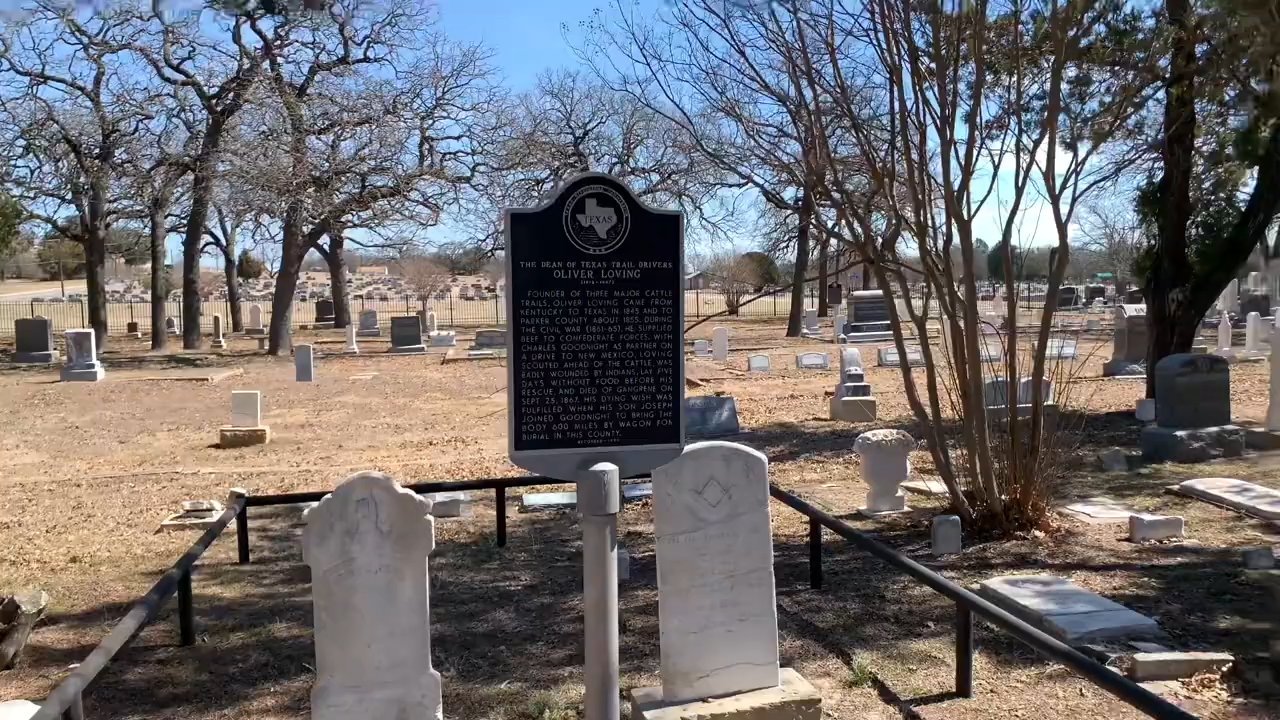 TEXAS
THE DEAN OF TEXAS TRAIL DRIVERS
OLIVER LOVING
FOUNDER OF THREE MAJOR CATTLE
TRAILS, OLIVER LOVING CAME FROM
KENTUCKY TO TEXAS IN 1845 AND TO
PARKER COUNTY ABOUT 1855. DURING
THE CIVIL WAR (1861-65), HE SUPPLIED
BEEF TO CONFEDERATE FORCES. WITH
CHARLES GOODNIGHT AS PARTNER ON
A DRIVE TO NEW MEXICO, LOVING
SCOUTED AHEAD OF THE CATTLE, WAS
BADLY WOUNDED BY INDIANS, LAY FIVE
DAYS WITHOUT FOOD BEFORE HIS
RESCUE, AND DIED OF GANGRENE ON
SEPT. 25, 1867. HIS DYING WISH WAS
FULFILLED WHEN HIS SON JOSEPH
JOINED GOODNIGHT TO BRING THE
BODY 600 MILES BY WAGON FOR
BURIAL IN THIS COUNTY.